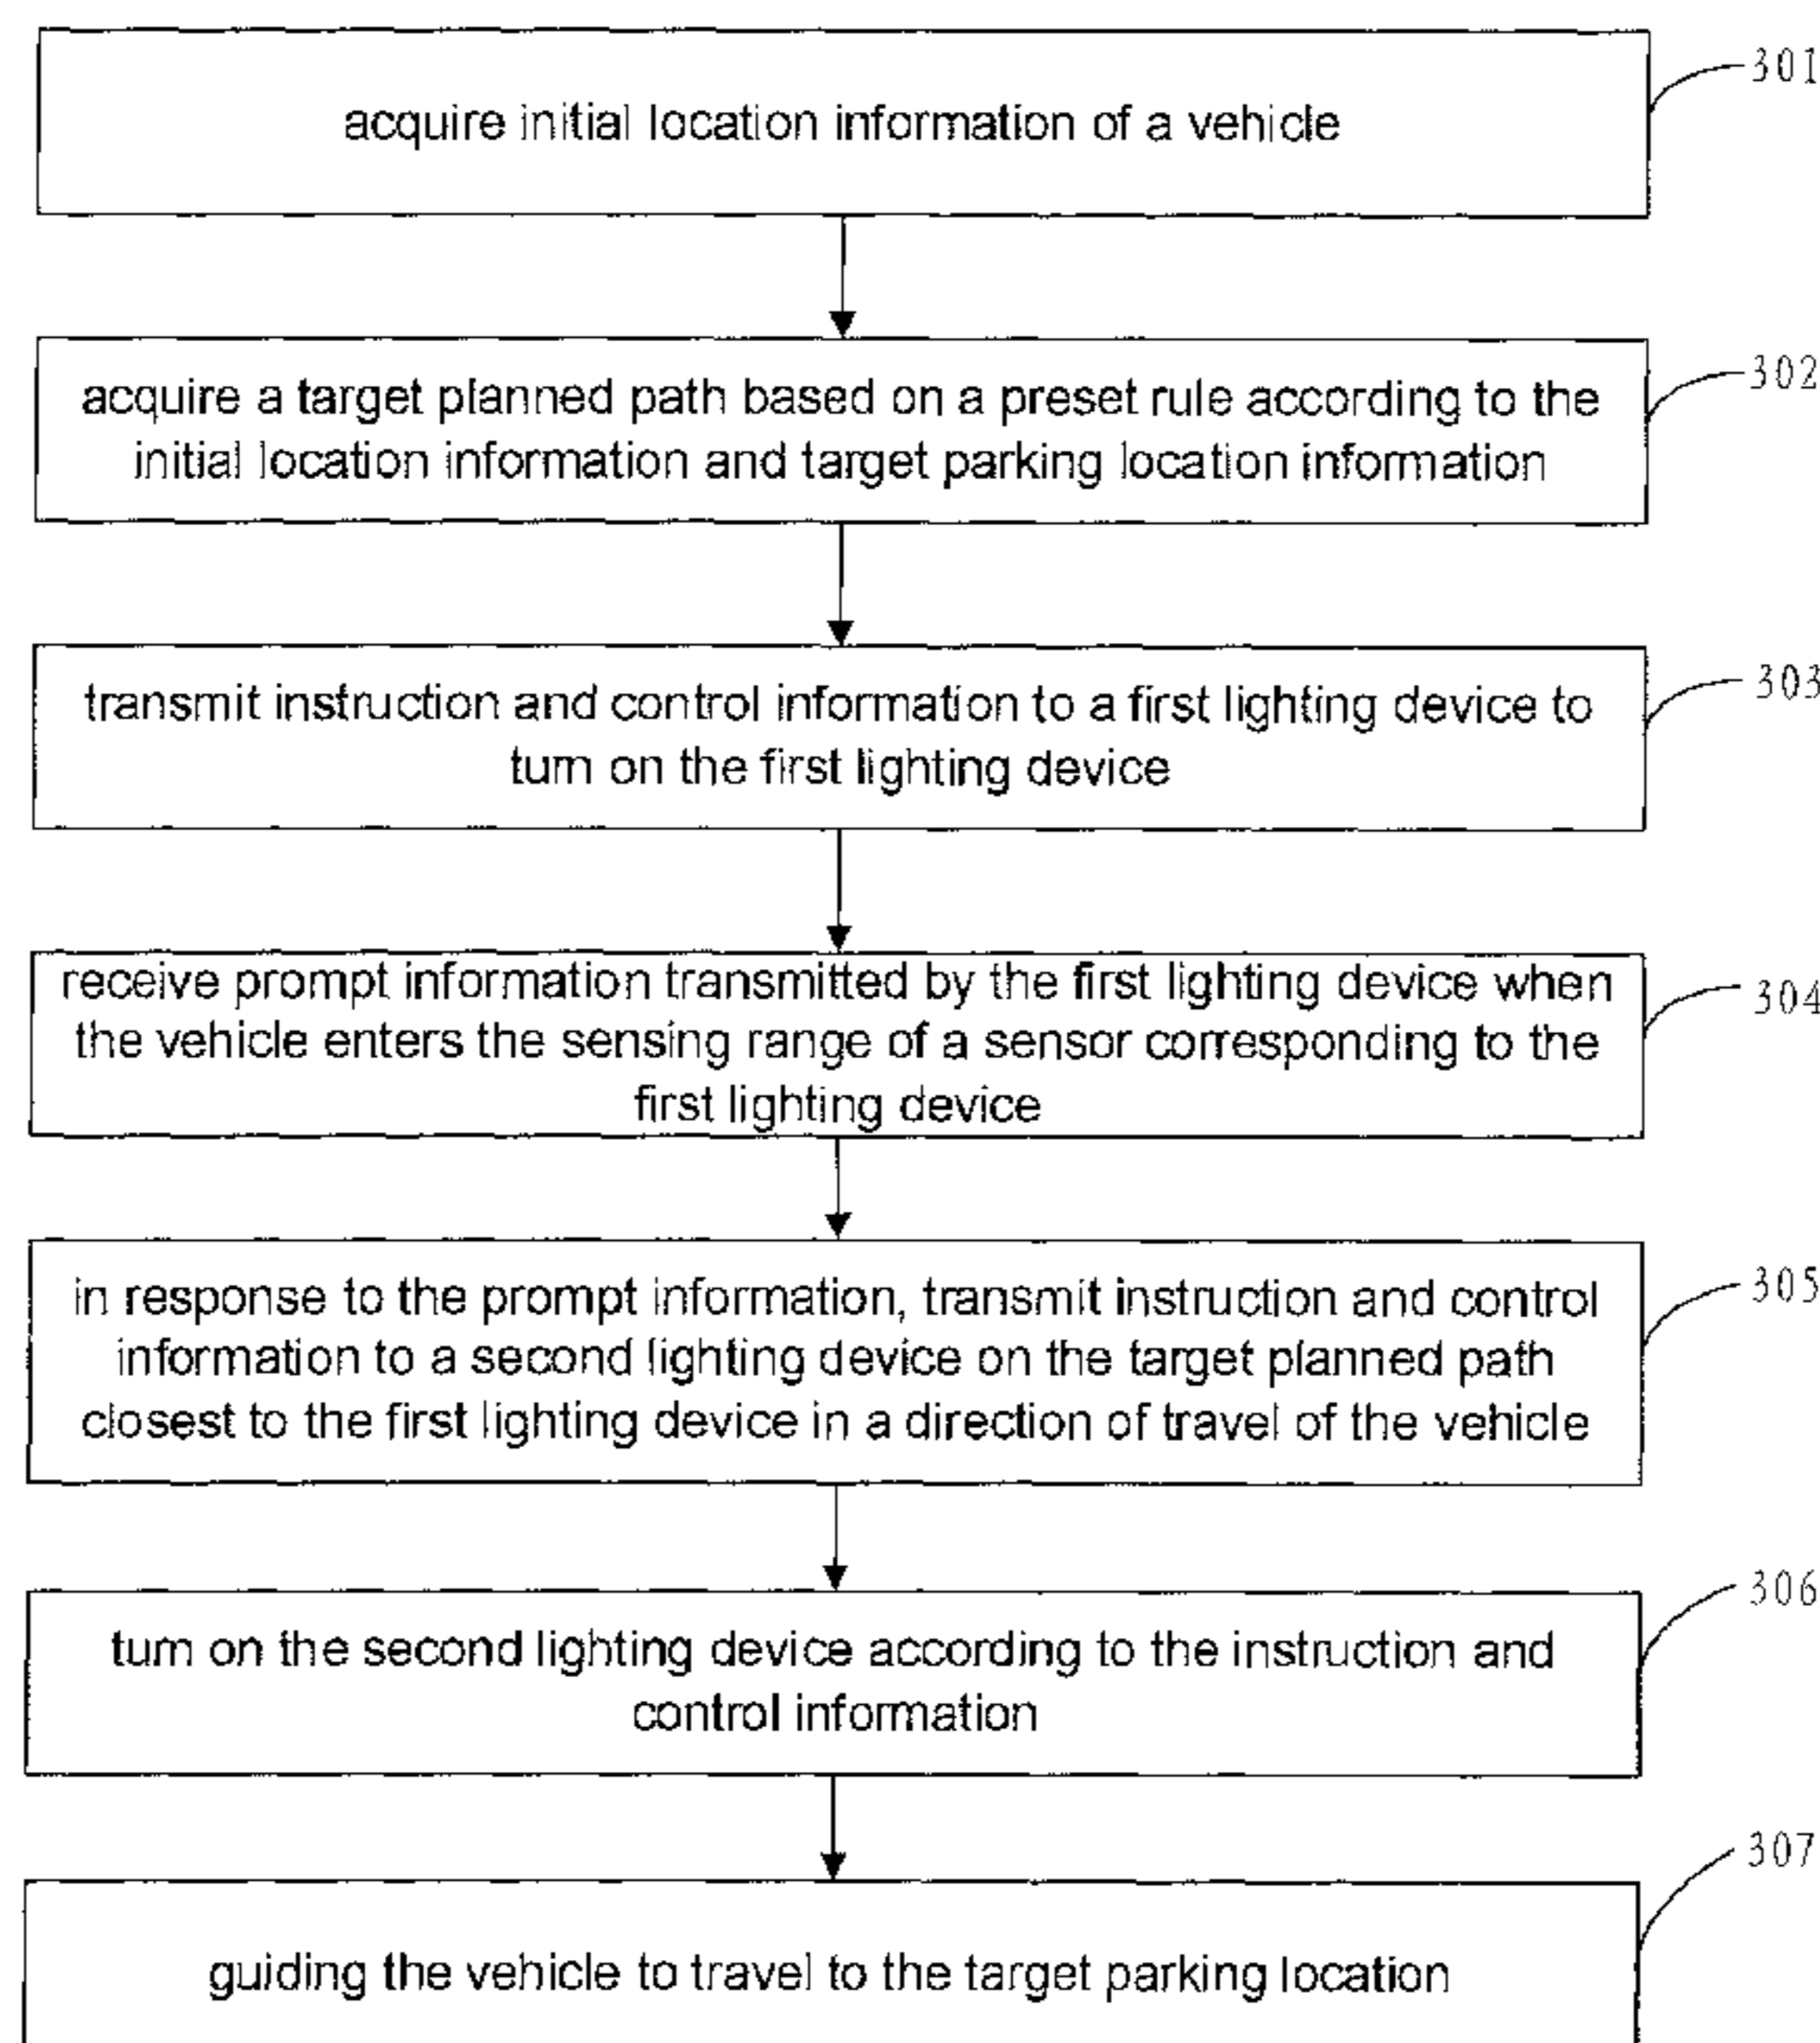 acquire initial location information of a vehicle
301
acquire a target planned path based on a preset rule according to the
initial location information and target parking location information
302
transmit instruction and control information to a first lighting device to
turn on the first lighting device
303
receive prompt information transmitted by the first lighting device when
the vehicle enters the sensing range of a sensor corresponding to the
first lighting device
304
in response to the prompt information, transmit instruction and control
information to a second lighting device on the target planned path
closest to the first lighting device in a direction of travel of the vehicle
305
turn on the second lighting device according to the instruction and
control information
306
guiding the vehicle to travel to the target parking location
307